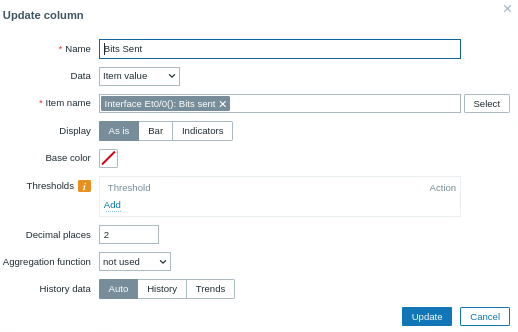 Update column
* Name Bits Sent
Data Item value
* Item name Interface Et0/0(): Bits sent Select
Display As is Bar Indicators
Base color
Thresholds i Threshold Action
Add
Decimal places 2
Aggregation function not used
History data Auto History Trends
Update Cancel